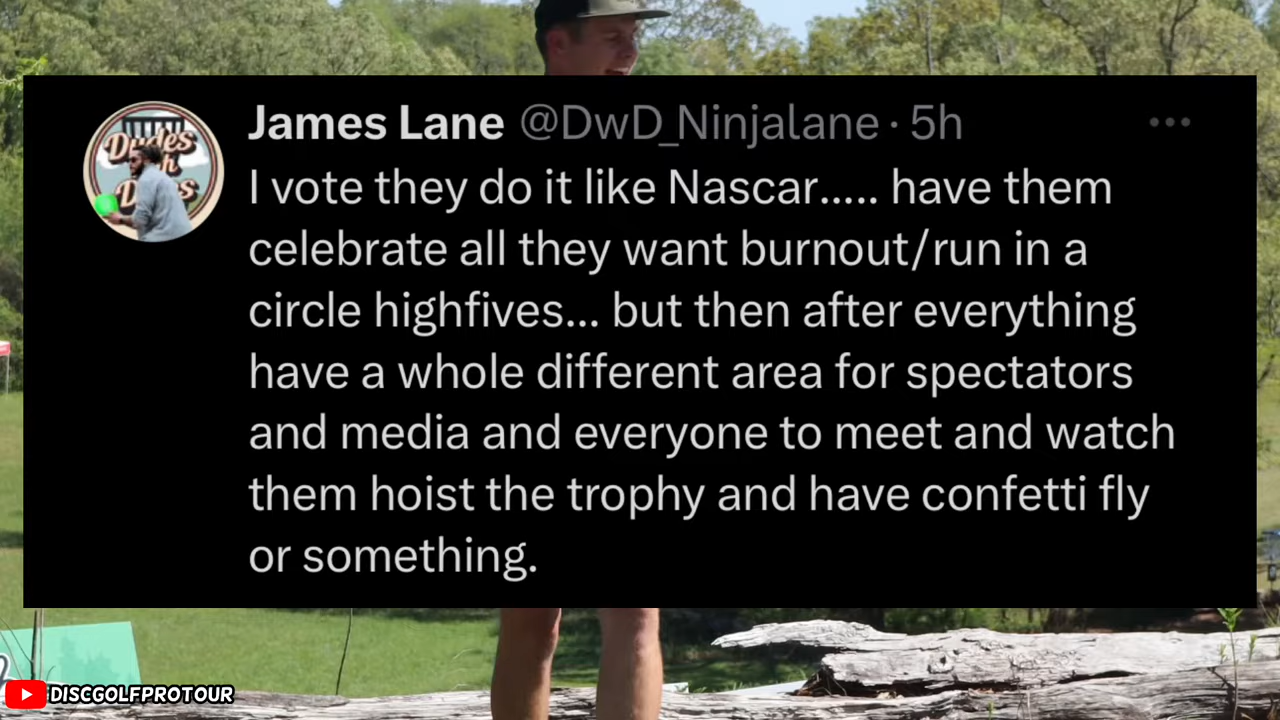 James Lane @DwD_Ninjalane · 5h
I vote they do it like Nascar..... have them
celebrate all they want burnout/run in a
circle highfives... but then after everything
have a whole different area for spectators
and media and everyone to meet and watch
them hoist the trophy and have confetti fly
or something.
DISCGOLFPROTOUR